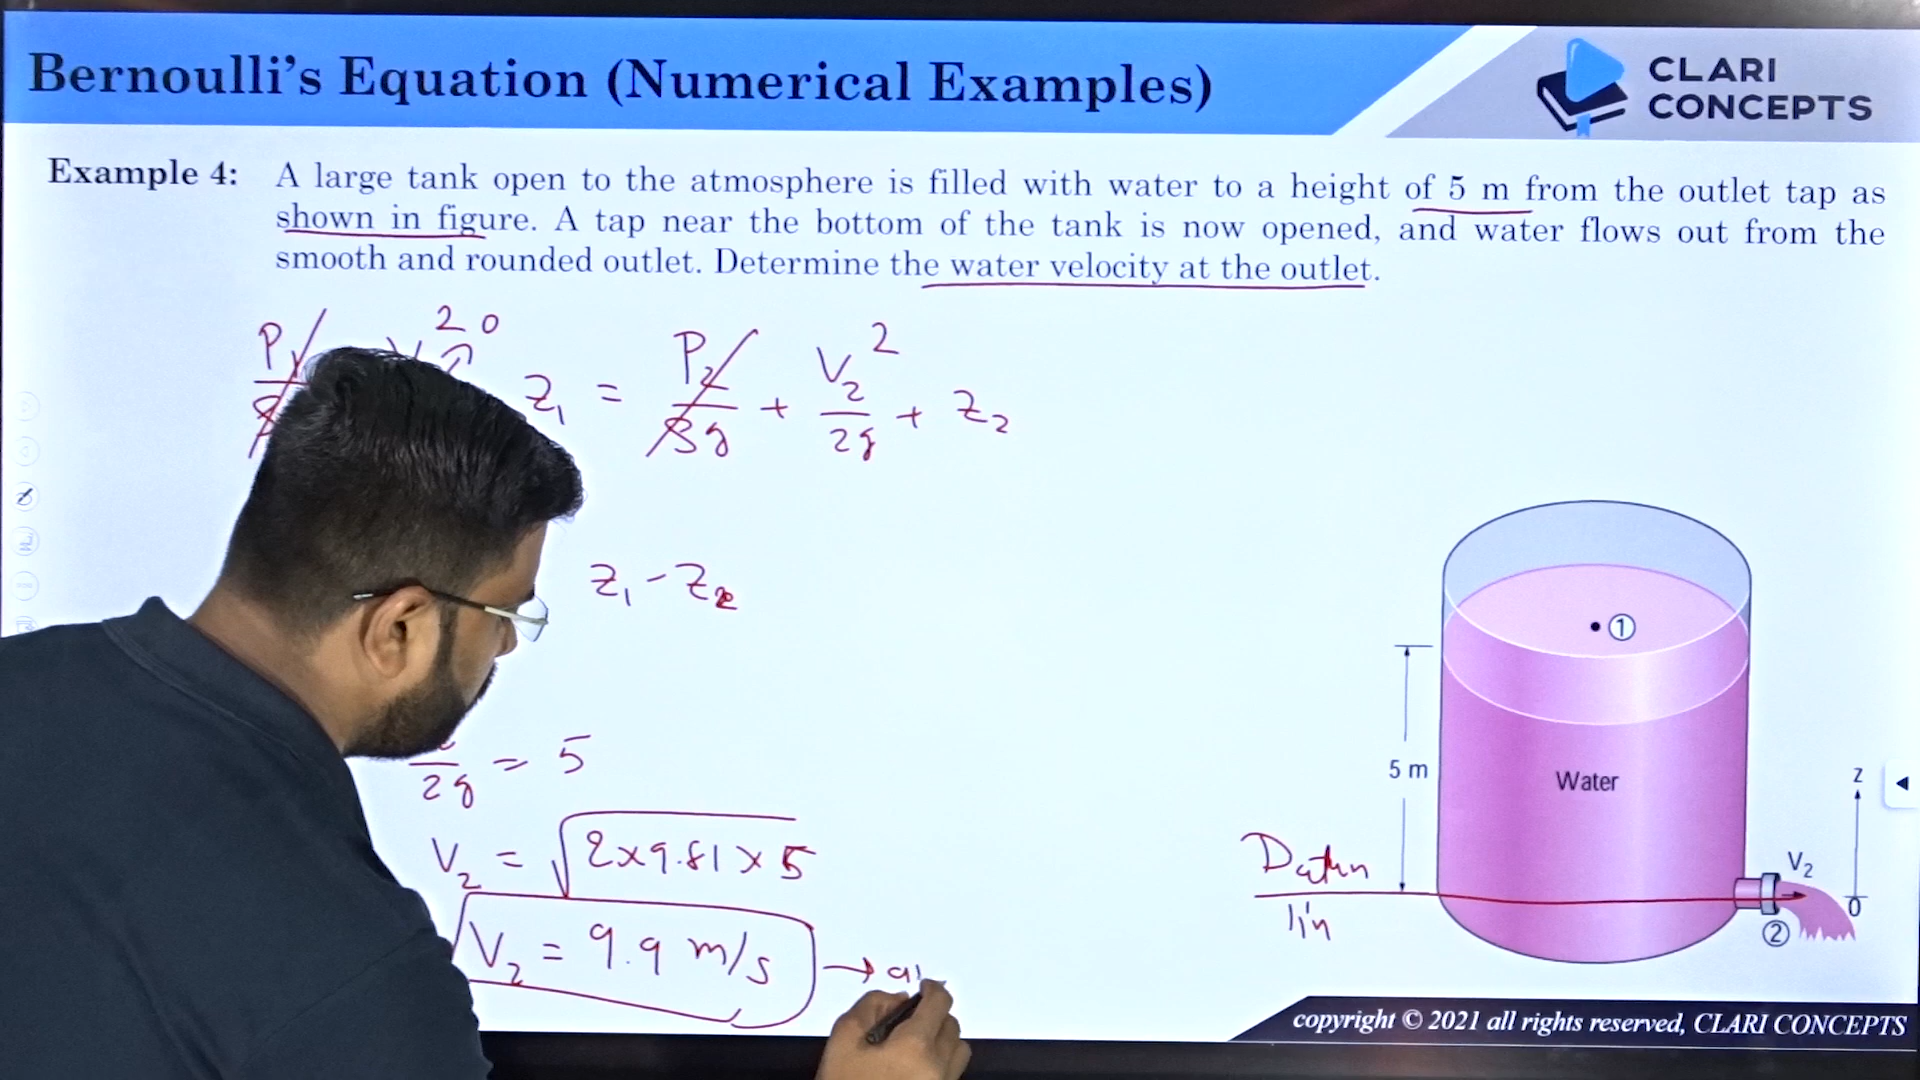 Bernoulli's Equation (Numerical Examples)
CLARI
CONCEPTS
Example 4: A large tank open to the atmosphere is filled with water to a height of 5 m from the outlet tap as
shown in figure. A tap near the bottom of the tank is now opened, and water flows out from the
smooth and rounded outlet. Determine the water velocity at the outlet.
P₁ V² 0 Z₁ = P₂/ρg + V₂²/2g + Z₂
Z₁ - Z₂
/2g = 5
V₂ = √2×9.81×5
V₂ = 9.9 m/s →
①
5 m
Water
Z
V₂
0
②
copyright © 2021 all rights reserved, CLARI CONCEPTS